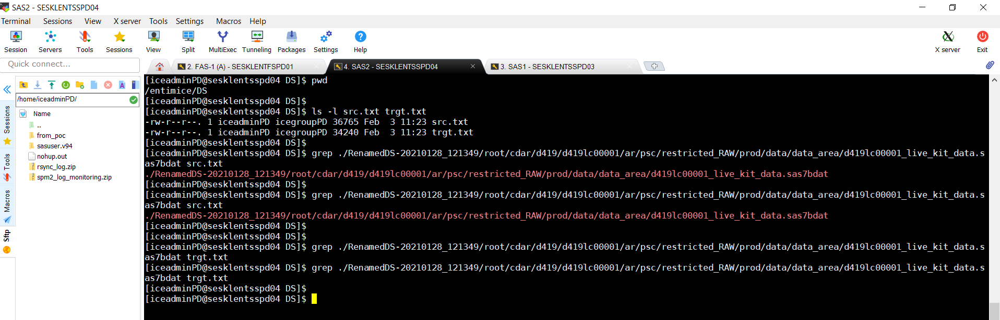 SAS2 - SESKLENTSSPD04
Terminal Sessions View X server Tools Settings Macros Help
Session Servers Tools Sessions View Split MultiExec Tunneling Packages Settings Help X server Exit
Quick connect...
2. FAS-1 (A) - SESKLENTFSPD01
4. SAS2 - SESKLENTSSPD04
3. SAS1 - SESKLENTSSPD03
/home/iceadminPD/
Name
..
from_poc
sasuser.v94
nohup.out
rsync_log.zip
spm2_log_monitoring.zip
Sessions
Tools
Macros
Sftp
[iceadminPD@sesklentsspd04 DS]$ pwd
/entimice/DS
[iceadminPD@sesklentsspd04 DS]$
[iceadminPD@sesklentsspd04 DS]$ ls -l src.txt trgt.txt
-rw-r--r--. 1 iceadminPD icegroupPD 36765 Feb  3 11:23 src.txt
-rw-r--r--. 1 iceadminPD icegroupPD 34240 Feb  3 11:23 trgt.txt
[iceadminPD@sesklentsspd04 DS]$
[iceadminPD@sesklentsspd04 DS]$ grep ./RenamedDS-20210128_121349/root/cdar/d419/d419lc00001/ar/psc/restricted_RAW/prod/data/data_area/d419lc00001_live_kit_data.s
as7bdat src.txt
./RenamedDS-20210128_121349/root/cdar/d419/d419lc00001/ar/psc/restricted_RAW/prod/data/data_area/d419lc00001_live_kit_data.sas7bdat
[iceadminPD@sesklentsspd04 DS]$
[iceadminPD@sesklentsspd04 DS]$ grep ./RenamedDS-20210128_121349/root/cdar/d419/d419lc00001/ar/psc/restricted_RAW/prod/data/data_area/d419lc00001_live_kit_data.s
as7bdat src.txt
./RenamedDS-20210128_121349/root/cdar/d419/d419lc00001/ar/psc/restricted_RAW/prod/data/data_area/d419lc00001_live_kit_data.sas7bdat
[iceadminPD@sesklentsspd04 DS]$
[iceadminPD@sesklentsspd04 DS]$
[iceadminPD@sesklentsspd04 DS]$ grep ./RenamedDS-20210128_121349/root/cdar/d419/d419lc00001/ar/psc/restricted_RAW/prod/data/data_area/d419lc00001_live_kit_data.s
as7bdat trgt.txt
[iceadminPD@sesklentsspd04 DS]$ grep ./RenamedDS-20210128_121349/root/cdar/d419/d419lc00001/ar/psc/restricted_RAW/prod/data/data_area/d419lc00001_live_kit_data.s
as7bdat trgt.txt
[iceadminPD@sesklentsspd04 DS]$
[iceadminPD@sesklentsspd04 DS]$